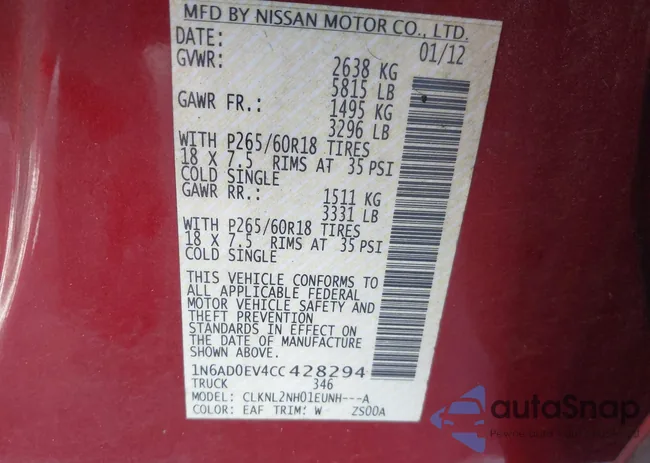 MFD BY NISSAN MOTOR CO., LTD.
DATE: 01/12
GVWR: 2638 KG
5815 LB
GAWR FR.: 1495 KG
3296 LB
WITH P265/60R18 TIRES
18 X 7.5 RIMS AT 35 PSI
COLD SINGLE
GAWR RR.: 1511 KG
3331 LB
WITH P265/60R18 TIRES
18 X 7.5 RIMS AT 35 PSI
COLD SINGLE
THIS VEHICLE CONFORMS TO
ALL APPLICABLE FEDERAL
MOTOR VEHICLE SAFETY AND
THEFT PREVENTION
STANDARDS IN EFFECT ON
THE DATE OF MANUFACTURE
SHOWN ABOVE.
1N6AD0EV4CC428294
TRUCK 346
MODEL: CLKNL2NH01EUNH---A
COLOR: EAF TRIM: W ZS00A
autoSnap